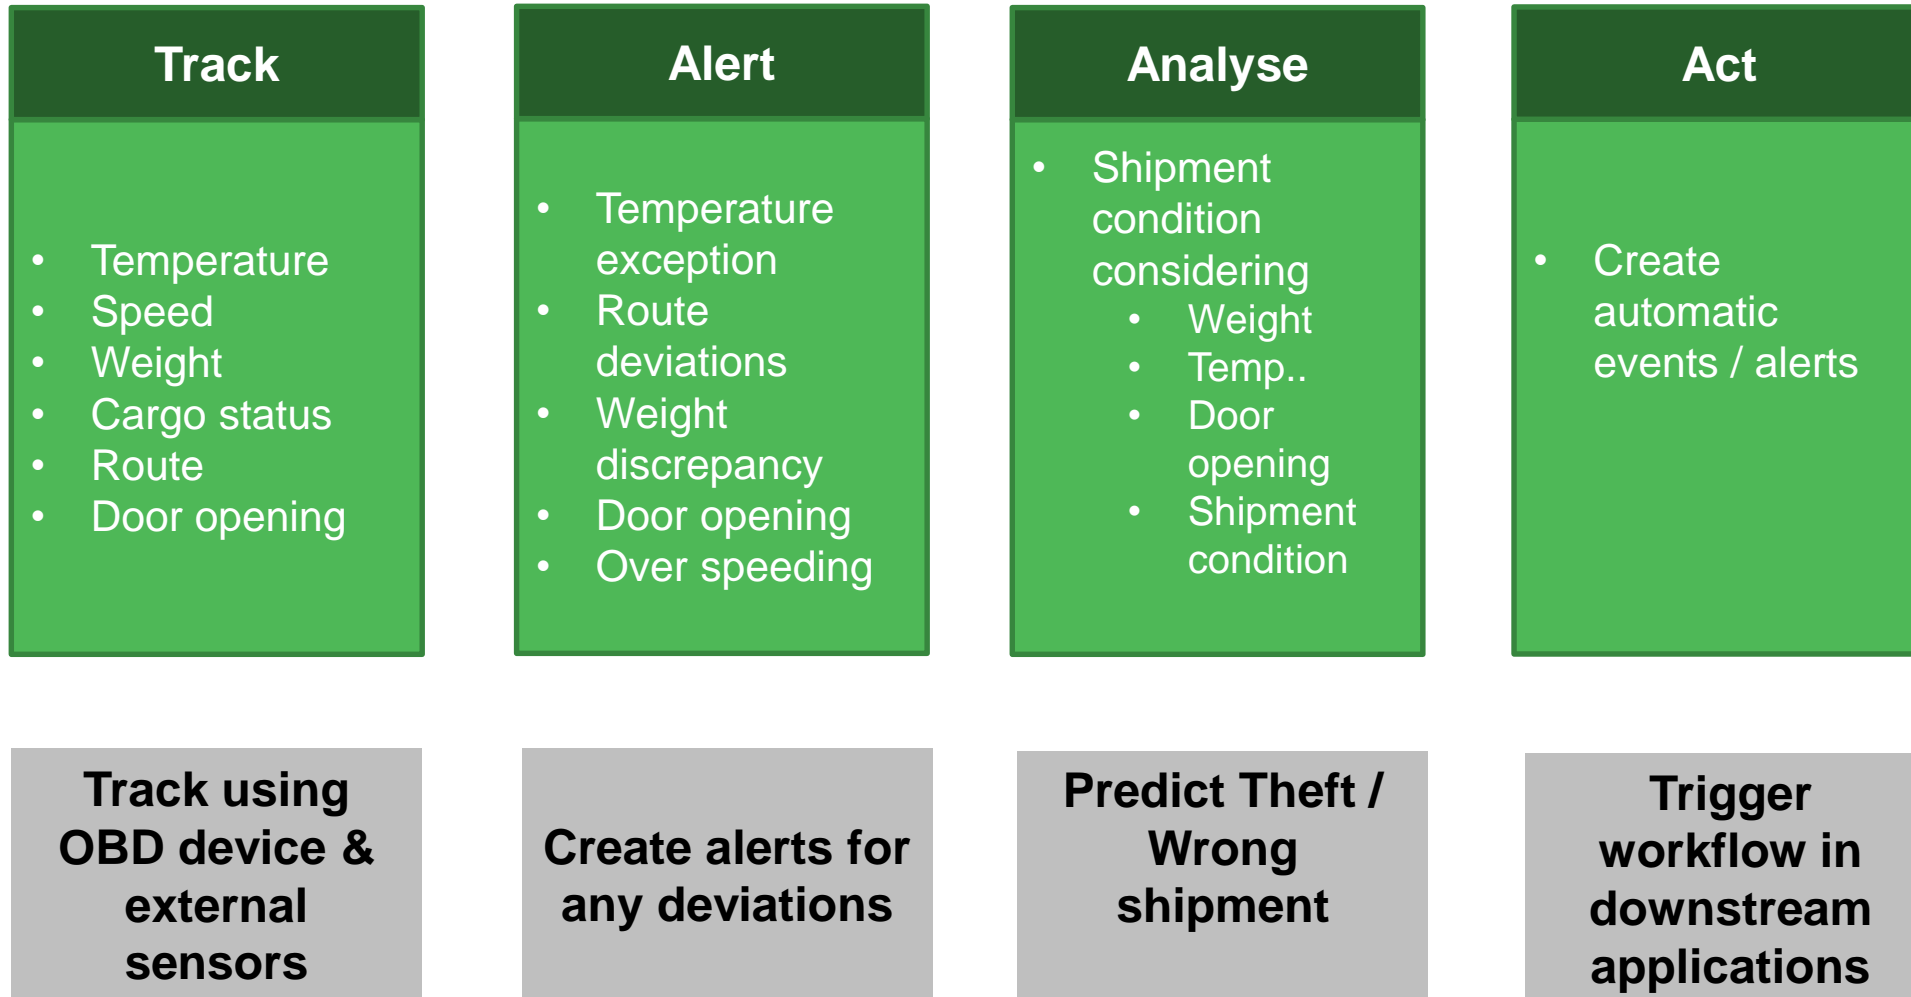 Track
• Temperature
• Speed
• Weight
• Cargo status
• Route
• Door opening
Alert
• Temperature
exception
• Route
deviations
• Weight
discrepancy
• Door opening
• Over speeding
Analyse
• Shipment
condition
considering
• Weight
• Temp..
• Door
opening
• Shipment
condition
Act
• Create
automatic
events / alerts
Track using
OBD device &
external
sensors
Create alerts for
any deviations
Predict Theft /
Wrong
shipment
Trigger
workflow in
downstream
applications